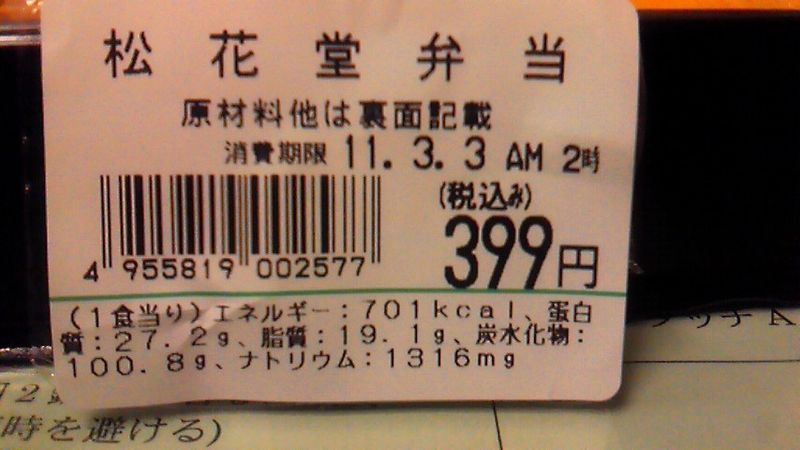 松花堂弁当
原材料他は裏面記載
消費期限 11. 3. 3 AM 2時
(税込み)
399円
4 955819 002577
(1食当り)エネルギー:701kcal、蛋白
質:27.2g、脂質:19.1g、炭水化物:
100.8g、ナトリウム:1316mg
時を避ける)